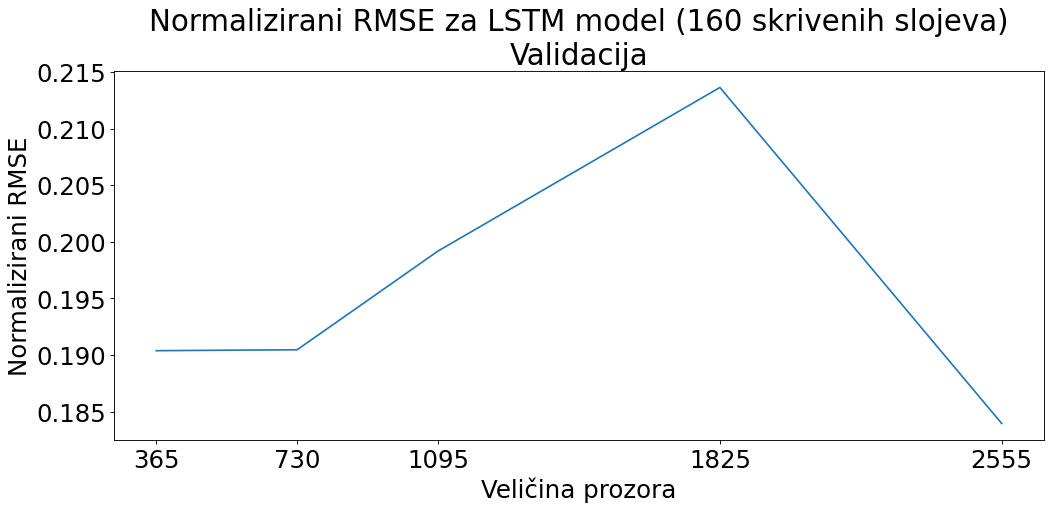 Normalizirani RMSE za LSTM model (160 skrivenih slojeva)
Validacija
0.215
0.210
0.205
0.200
0.195
0.190
0.185
Normalizirani RMSE
365 730 1095 1825 2555
Veličina prozora